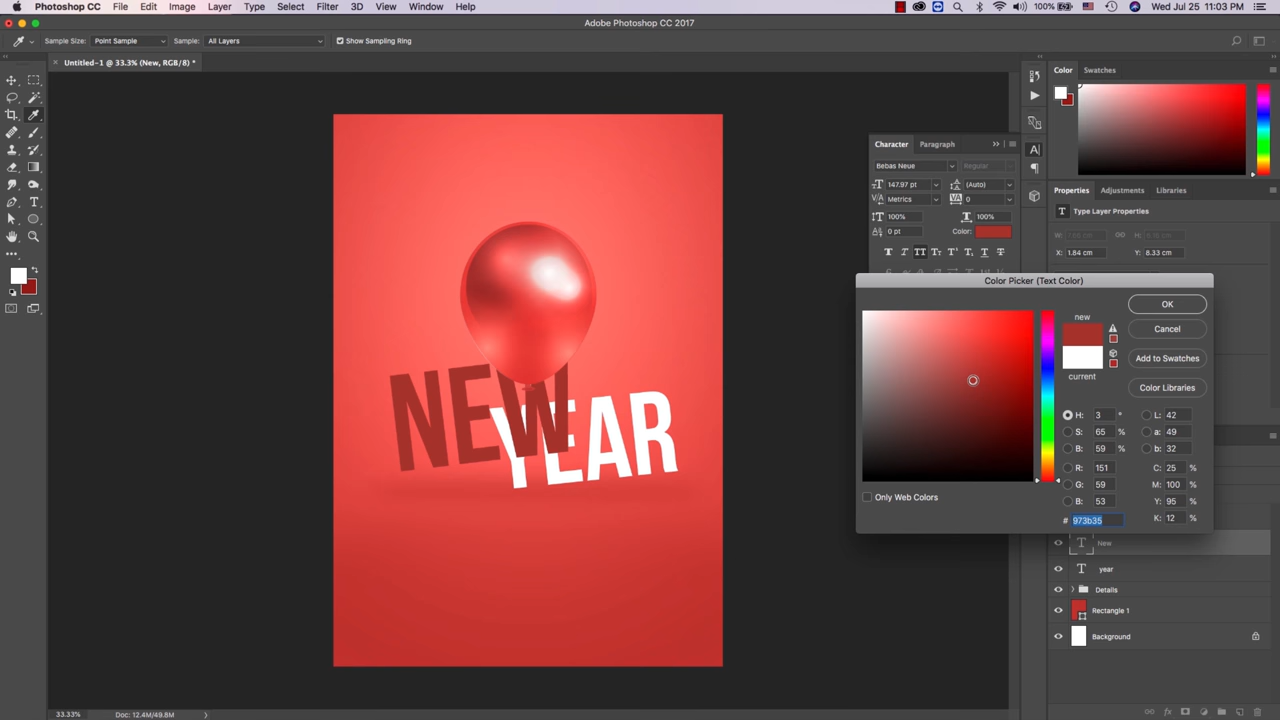 Photoshop CC File Edit Image Layer Type Select Filter 3D View Window Help 100% Wed Jul 25 11:03 PM
Adobe Photoshop CC 2017
Sample Size: Point Sample Sample: All Layers Show Sampling Ring
Untitled-1 @ 33.3% (New, RGB/8) *
Color Swatches
Character Paragraph
Bebas Neue Regular
147.97 pt (Auto)
Metrics 0
100% 100%
0 pt Color:
Properties Adjustments Libraries
Type Layer Properties
W: H:
X: 1.84 cm Y: 8.33 cm
NEW
YEAR
Color Picker (Text Color)
new
current
OK
Cancel
Add to Swatches
Color Libraries
H: 3 ° L: 42
S: 65 % a: 49
B: 59 % b: 32
R: 151 C: 25 %
G: 59 M: 100 %
B: 53 Y: 95 %
# 973b35 K: 12 %
Only Web Colors
New
year
Details
Rectangle 1
Background
33.33% Doc: 12.4M/49.8M